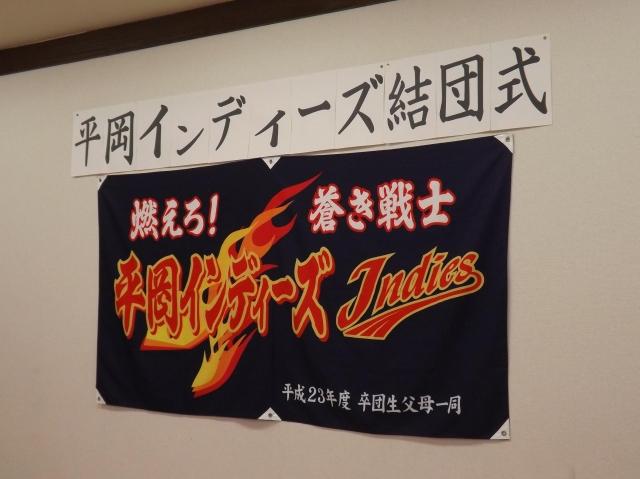 平岡インディーズ結団式
燃えろ! 蒼き戦士
平岡インディーズ Indies
平成23年度 卒団生父母一同